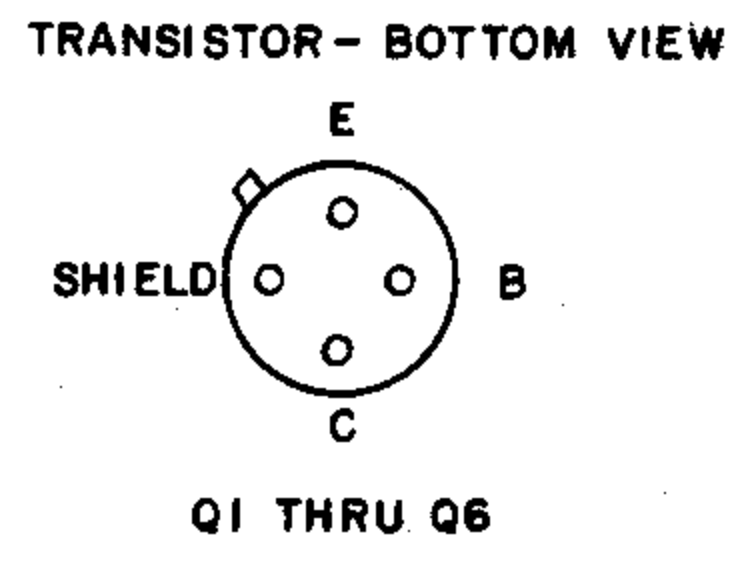 TRANSISTOR - BOTTOM VIEW
E
SHIELD B
C
Q1 THRU Q6